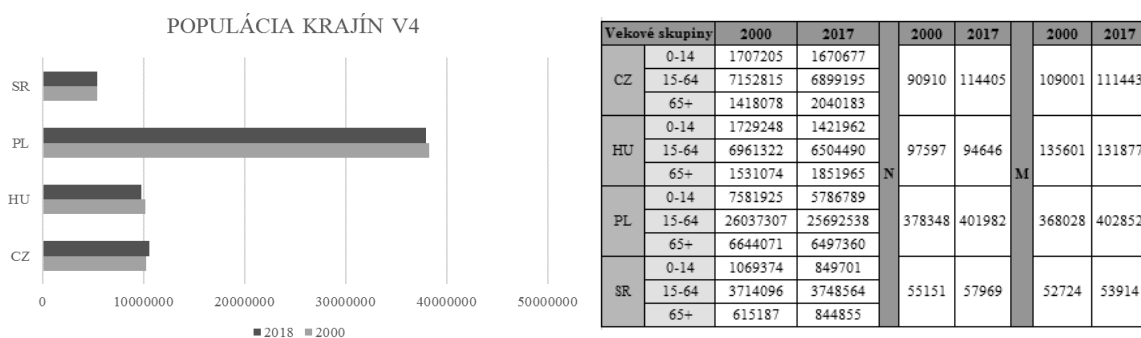 POPULÁCIA KRAJÍN V4
SR
PL
HU
CZ
0 10000000 20000000 30000000 40000000 50000000
2018 2000
Vekové skupiny 2000 2017 N 2000 2017 M 2000 2017
CZ 0-14 1707205 1670677 90910 114405 109001 111443
15-64 7152815 6899195
65+ 1418078 2040183
HU 0-14 1729248 1421962 97597 94646 135601 131877
15-64 6961322 6504490
65+ 1531074 1851965
PL 0-14 7581925 5786789 378348 401982 368028 402852
15-64 26037307 25692538
65+ 6644071 6497360
SR 0-14 1069374 849701 55151 57969 52724 53914
15-64 3714096 3748564
65+ 615187 844855